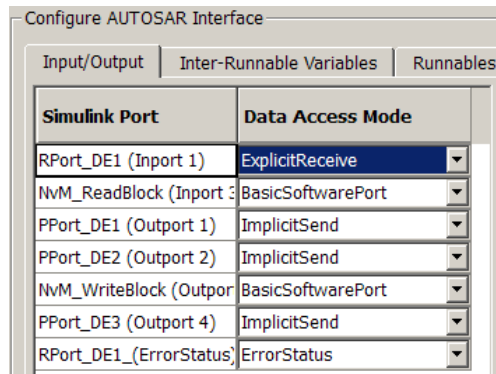 Configure AUTOSAR Interface
Input/Output Inter-Runnable Variables Runnables
Simulink Port Data Access Mode
RPort_DE1 (Inport 1) ExplicitReceive
NvM_ReadBlock (Inport 3 BasicSoftwarePort
PPort_DE1 (Outport 1) ImplicitSend
PPort_DE2 (Outport 2) ImplicitSend
NvM_WriteBlock (Outpor BasicSoftwarePort
PPort_DE3 (Outport 4) ImplicitSend
RPort_DE1_(ErrorStatus) ErrorStatus